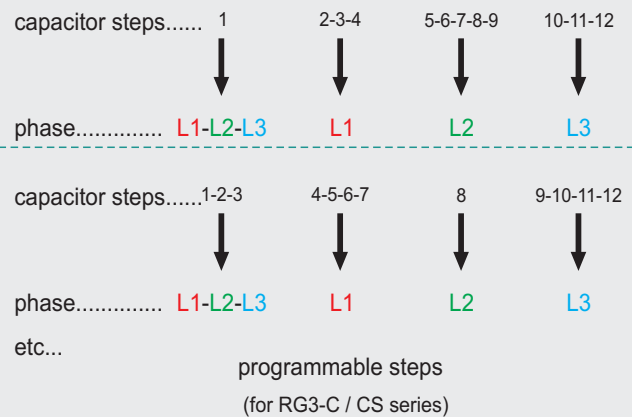 capacitor steps...... 1 2-3-4 5-6-7-8-9 10-11-12
phase.............. L1-L2-L3 L1 L2 L3
capacitor steps......1-2-3 4-5-6-7 8 9-10-11-12
phase.............. L1-L2-L3 L1 L2 L3
etc...
programmable steps
(for RG3-C / CS series)